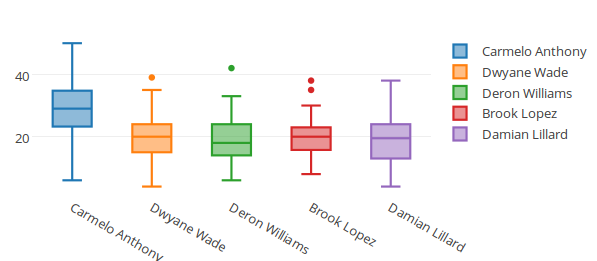 40
20
Carmelo Anthony
Dwyane Wade
Deron Williams
Brook Lopez
Damian Lillard
Carmelo Anthony
Dwyane Wade
Deron Williams
Brook Lopez
Damian Lillard